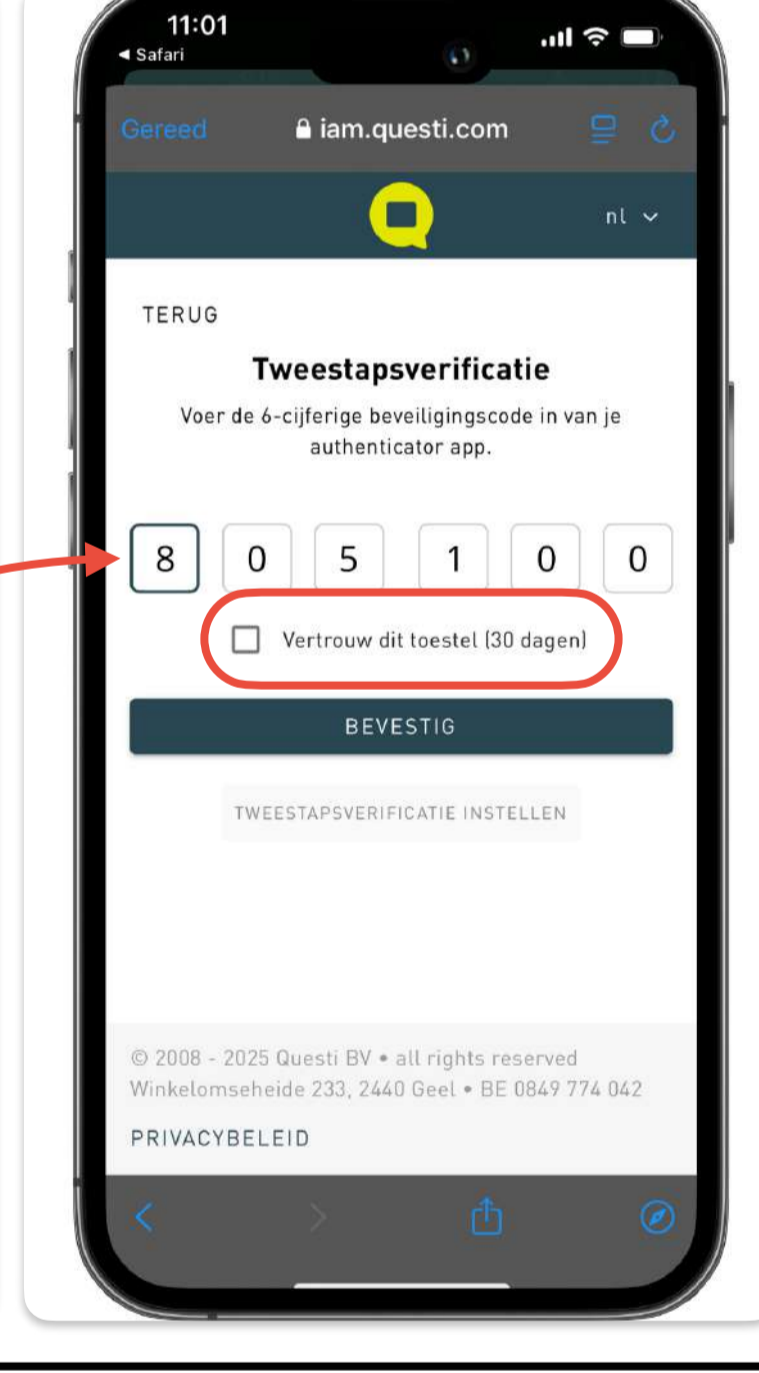 11:01
◀ Safari
Gereed
iam.questi.com
nl
TERUG
Tweestapsverificatie
Voer de 6-cijferige beveiligingscode in van je
authenticator app.
8 0 5 1 0 0
Vertrouw dit toestel (30 dagen)
BEVESTIG
TWEESTAPSVERIFICATIE INSTELLEN
© 2008 - 2025 Questi BV • all rights reserved
Winkelomseheide 233, 2440 Geel • BE 0849 774 042
PRIVACYBELEID